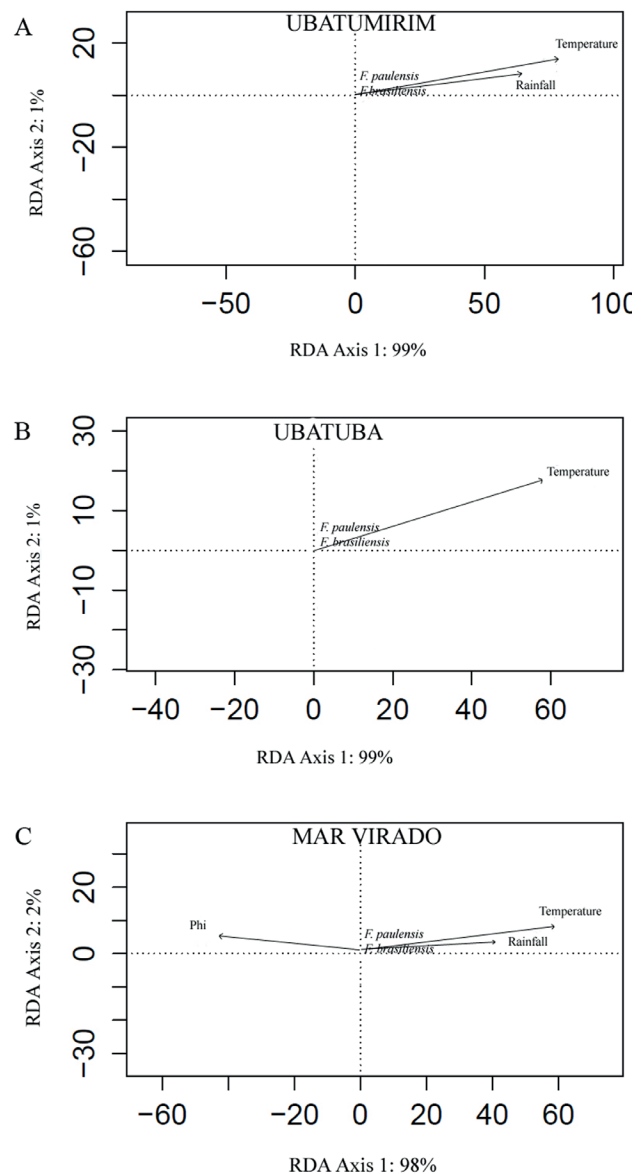 A
UBATUMIRIM
20
Temperature
F. paulensis
Rainfall
F.brasiliensis
−20
−60
RDA Axis 2: 1%
−50 0 50 100
RDA Axis 1: 99%
B
UBATUBA
30
Temperature
10
F. paulensis
F. brasiliensis
−10
−30
RDA Axis 2: 1%
−40 −20 0 20 40 60
RDA Axis 1: 99%
C
MAR VIRADO
20
Temperature
Phi
F. paulensis
Rainfall
F. brasiliensis
0
−30
RDA Axis 2: 2%
−60 −20 0 20 40 60
RDA Axis 1: 98%